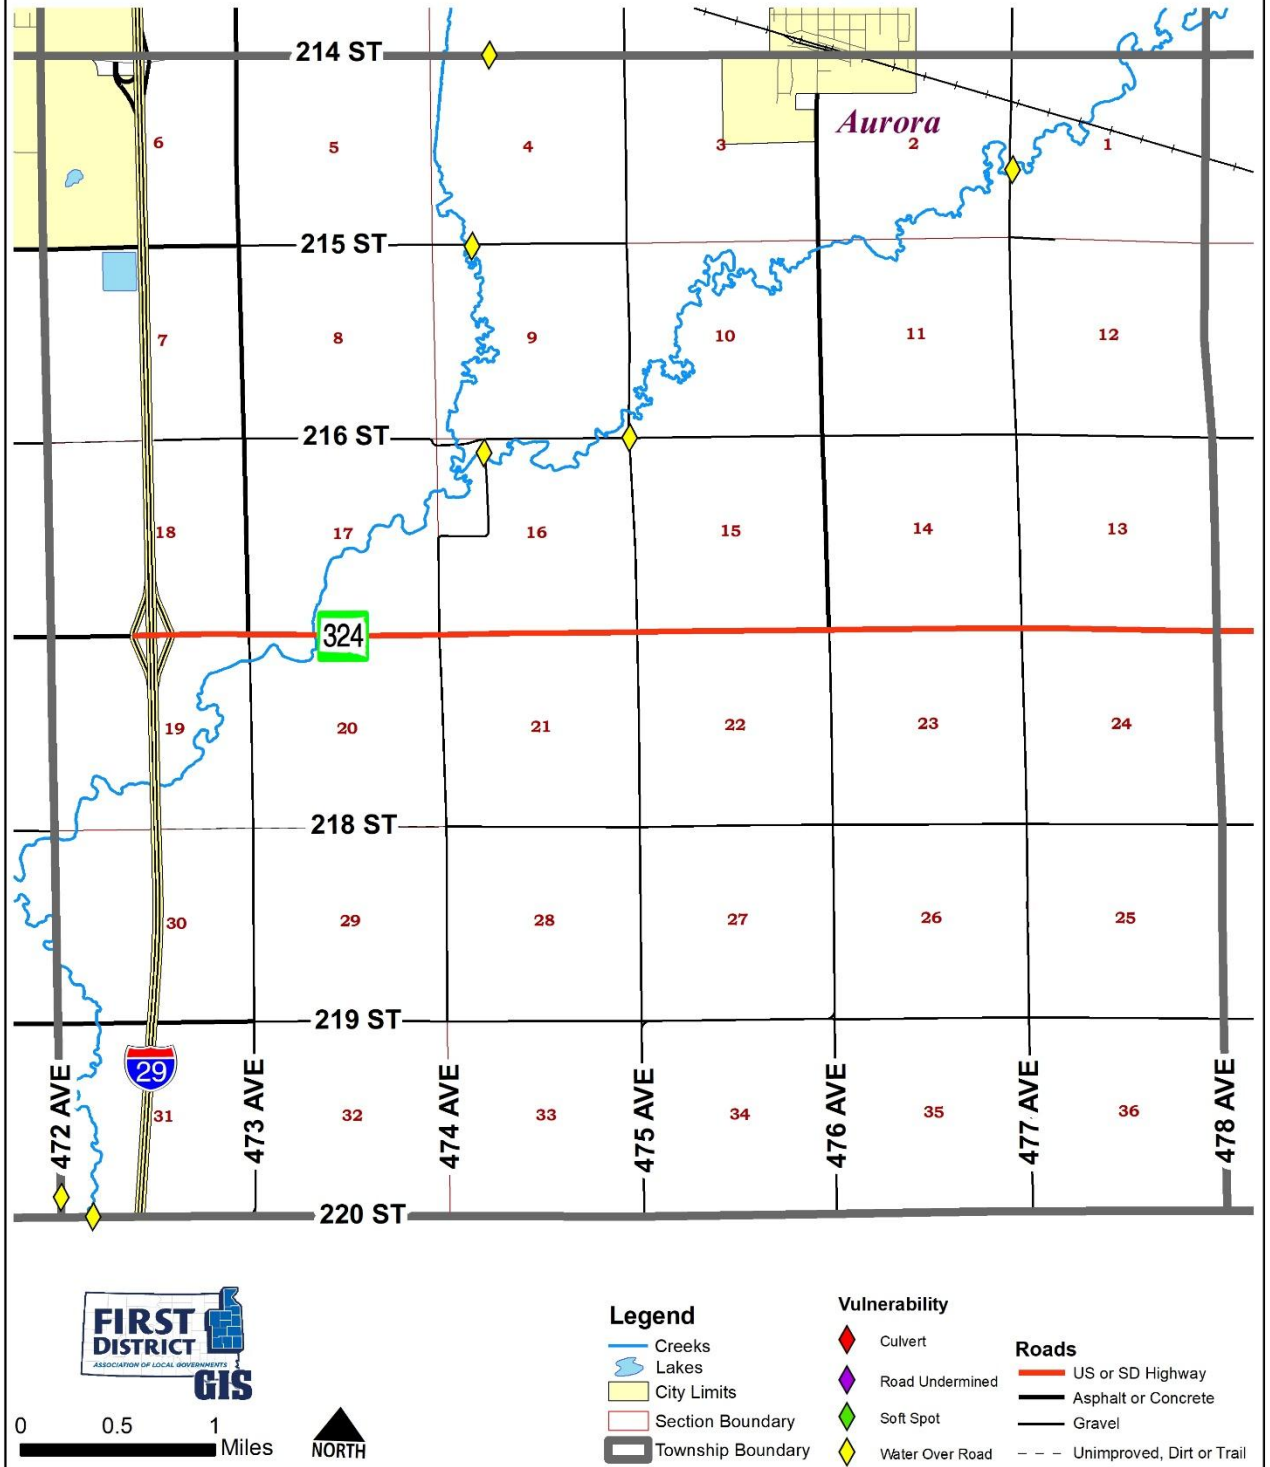 214 ST
Aurora
6
5
4
3
2
1
215 ST
7
8
9
10
11
12
216 ST
18
17
16
15
14
13
324
19
20
21
22
23
24
218 ST
30
29
28
27
26
25
219 ST
29
472 AVE
473 AVE
474 AVE
475 AVE
476 AVE
477 AVE
478 AVE
31
32
33
34
35
36
220 ST
FIRST
DISTRICT
ASSOCIATION OF LOCAL GOVERNMENTS
GIS
0 0.5 1
Miles
NORTH
Legend
Creeks
Lakes
City Limits
Section Boundary
Township Boundary
Vulnerability
Culvert
Road Undermined
Soft Spot
Water Over Road
Roads
US or SD Highway
Asphalt or Concrete
Gravel
Unimproved, Dirt or Trail